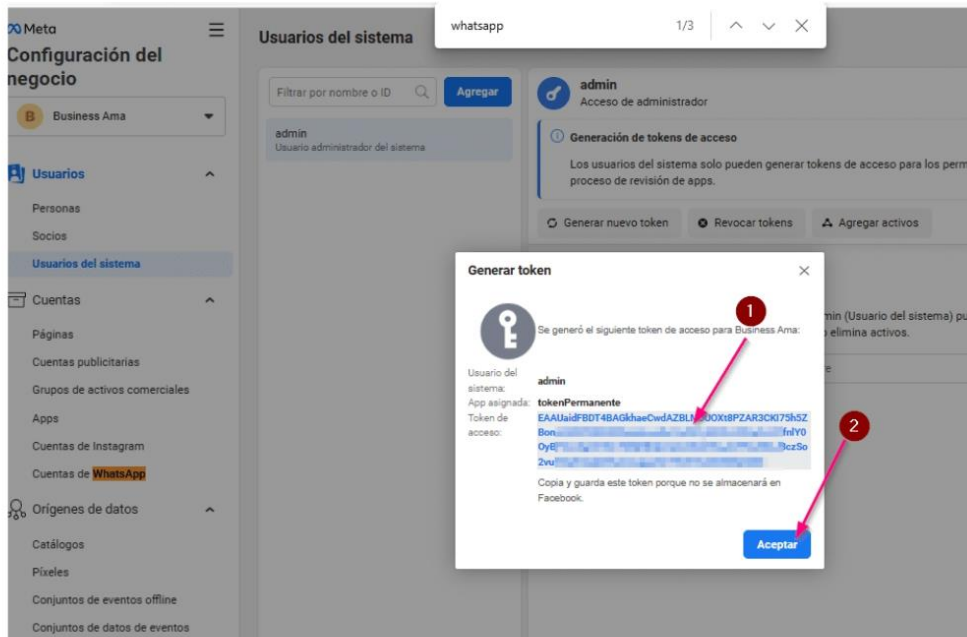 whatsapp
1/3
Meta
Configuración del
negocio
B Business Ama
Usuarios
Personas
Socios
Usuarios del sistema
Cuentas
Páginas
Cuentas publicitarias
Grupos de activos comerciales
Apps
Cuentas de Instagram
Cuentas de WhatsApp
Orígenes de datos
Catálogos
Píxeles
Conjuntos de eventos offline
Conjuntos de datos de eventos
Usuarios del sistema
Filtrar por nombre o ID
Agregar
admin
Usuario administrador del sistema
admin
Acceso de administrador
Generación de tokens de acceso
Los usuarios del sistema solo pueden generar tokens de acceso para los perm
proceso de revisión de apps.
Generar nuevo token Revocar tokens Agregar activos
min (Usuario del sistema) pu
elimina activos.
Generar token
1
Se generó el siguiente token de acceso para Business Ama:
Usuario del
sistema:
admin
App asignada: tokenPermanente
Token de
acceso:
2
Copia y guarda este token porque no se almacenará en
Facebook.
Aceptar